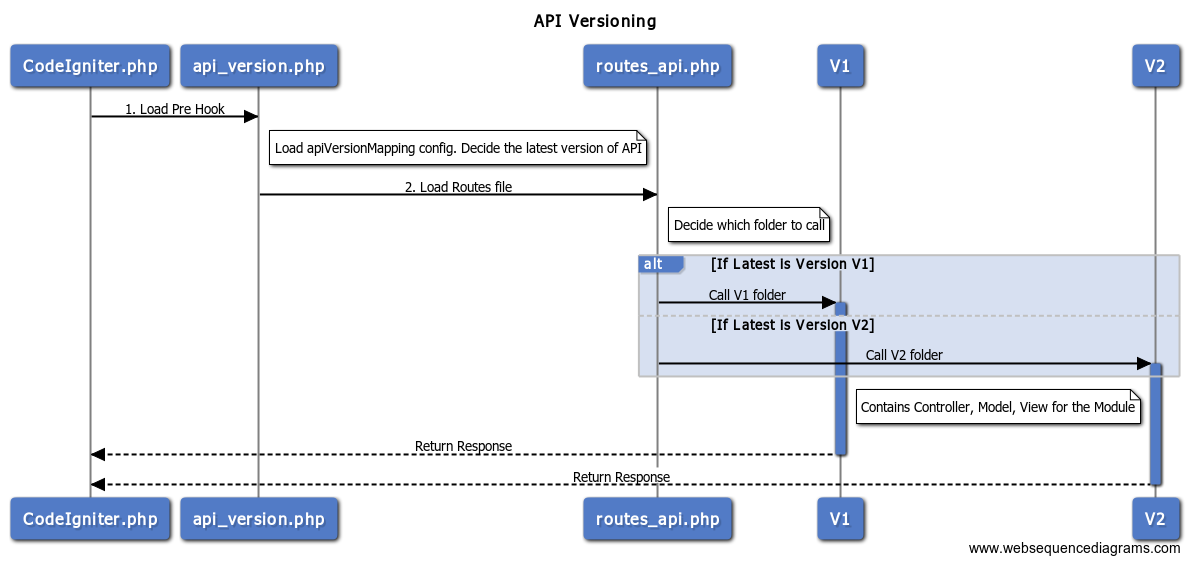 API Versioning
CodeIgniter.php
api_version.php
routes_api.php
V1
V2
1. Load Pre Hook
Load apiVersionMapping config. Decide the latest version of API
2. Load Routes file
Decide which folder to call
alt
[If Latest is Version V1]
Call V1 folder
[If Latest is Version V2]
Call V2 folder
Contains Controller, Model, View for the Module
Return Response
Return Response
CodeIgniter.php
api_version.php
routes_api.php
V1
V2
www.websequencediagrams.com